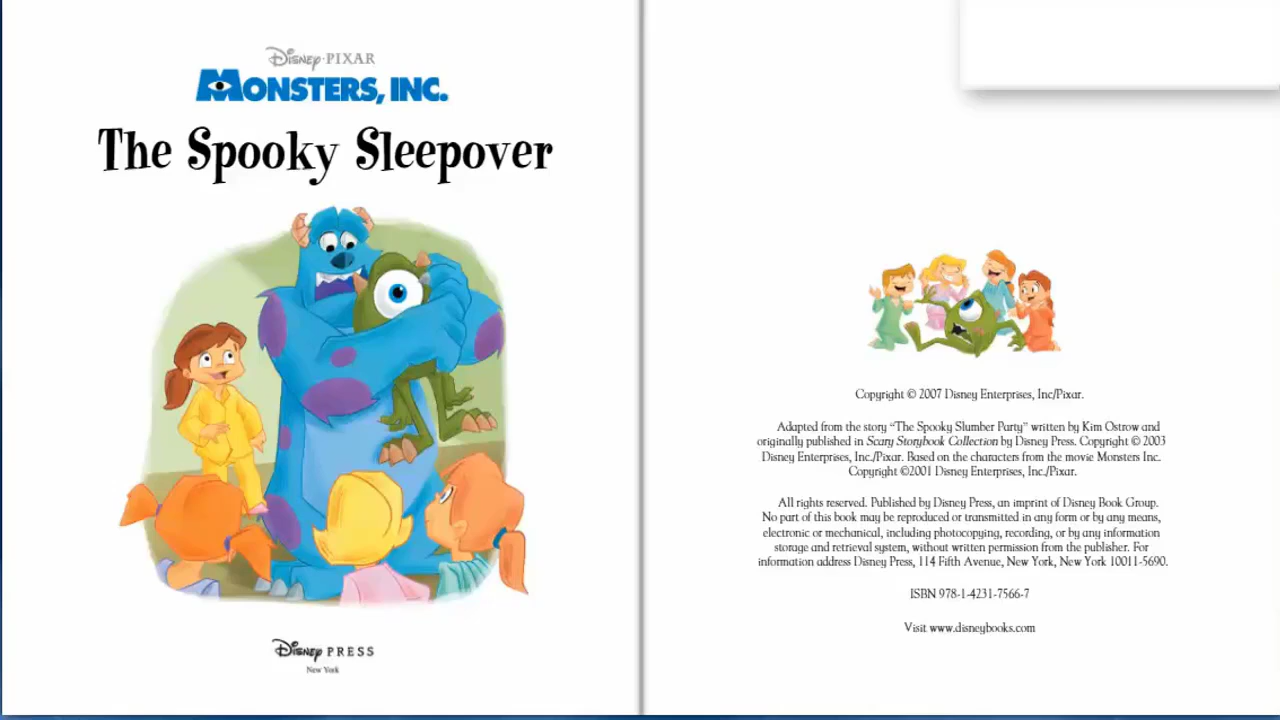 Disney·PIXAR
MONSTERS, INC.
The Spooky Sleepover
Disney PRESS
New York
Copyright © 2007 Disney Enterprises, Inc/Pixar.
Adapted from the story “The Spooky Slumber Party” written by Kim Ostrow and
originally published in Scary Storybook Collection by Disney Press. Copyright © 2003
Disney Enterprises, Inc./Pixar. Based on the characters from the movie Monsters Inc.
Copyright ©2001 Disney Enterprises, Inc./Pixar.
All rights reserved. Published by Disney Press, an imprint of Disney Book Group.
No part of this book may be reproduced or transmitted in any form or by any means,
electronic or mechanical, including photocopying, recording, or by any information
storage and retrieval system, without written permission from the publisher. For
information address Disney Press, 114 Fifth Avenue, New York, New York 10011-5690.
ISBN 978-1-4231-7566-7
Visit www.disneybooks.com